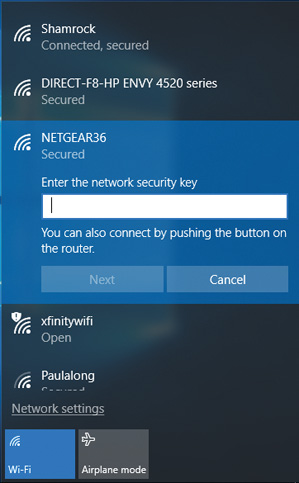 Shamrock
Connected, secured
DIRECT-F8-HP ENVY 4520 series
Secured
NETGEAR36
Secured
Enter the network security key
You can also connect by pushing the button on
the router.
Next
Cancel
xfinitywifi
Open
Paulalong
Secured
Network settings
Wi-Fi
Airplane mode